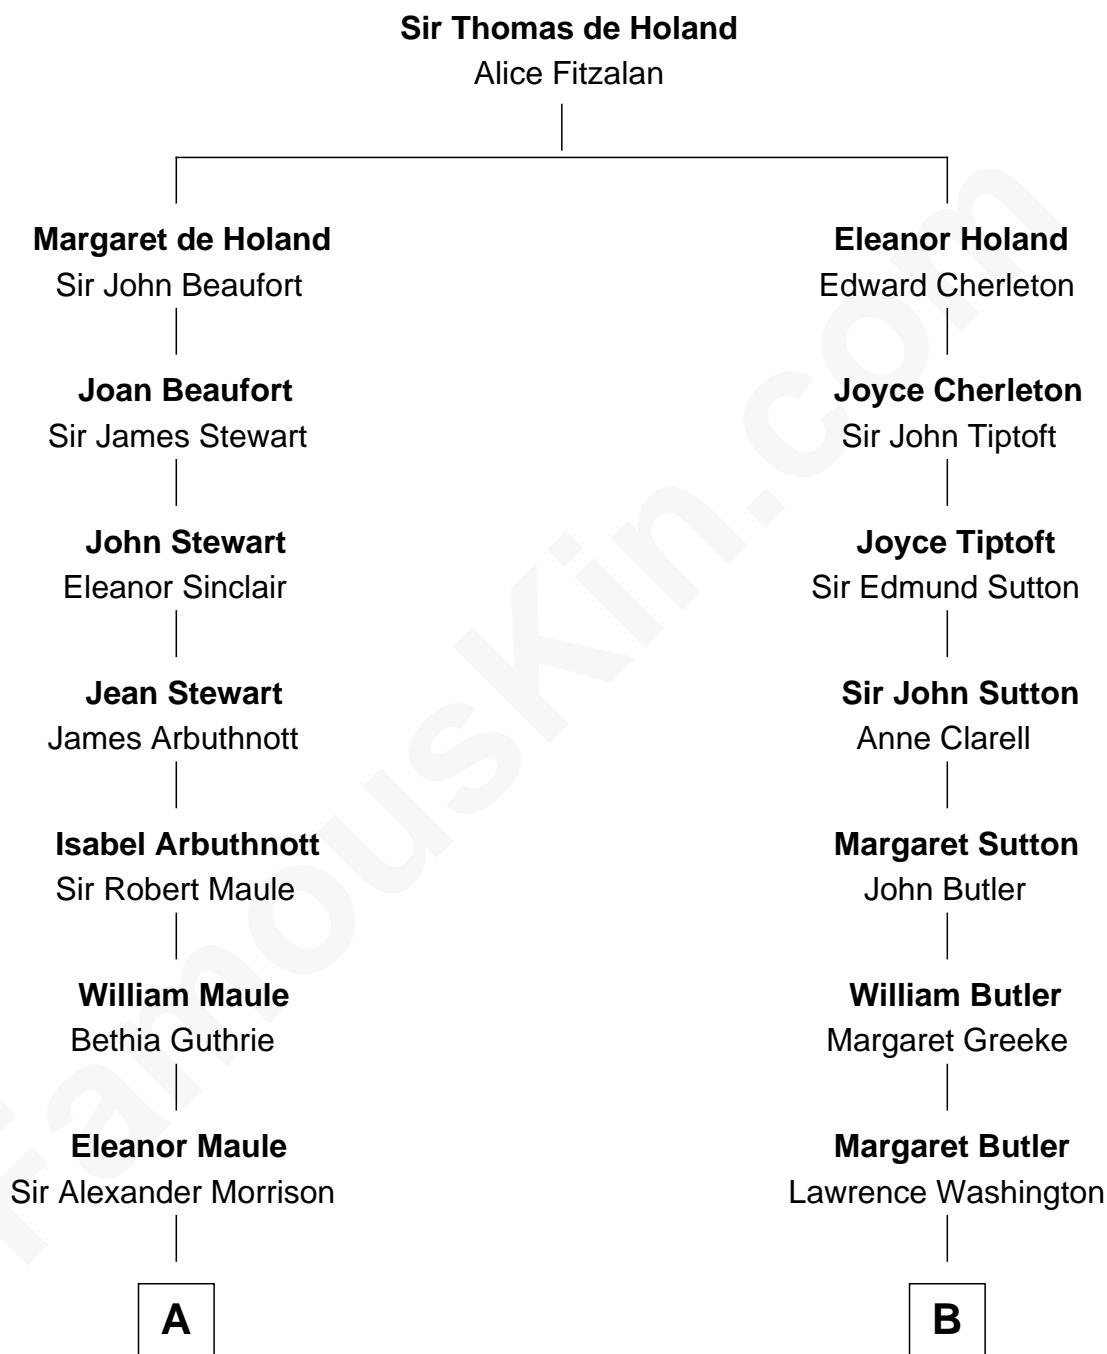 Sir Thomas de Holand
Alice Fitzalan
Margaret de Holand
Sir John Beaufort
Joan Beaufort
Sir James Stewart
John Stewart
Eleanor Sinclair
Jean Stewart
James Arbuthnott
Isabel Arbuthnott
Sir Robert Maule
William Maule
Bethia Guthrie
Eleanor Maule
Sir Alexander Morrison
A
Eleanor Holand
Edward Cherleton
Joyce Cherleton
Sir John Tiptoft
Joyce Tiptoft
Sir Edmund Sutton
Sir John Sutton
Anne Clarell
Margaret Sutton
John Butler
William Butler
Margaret Greeke
Margaret Butler
Lawrence Washington
B
FamousKin.com